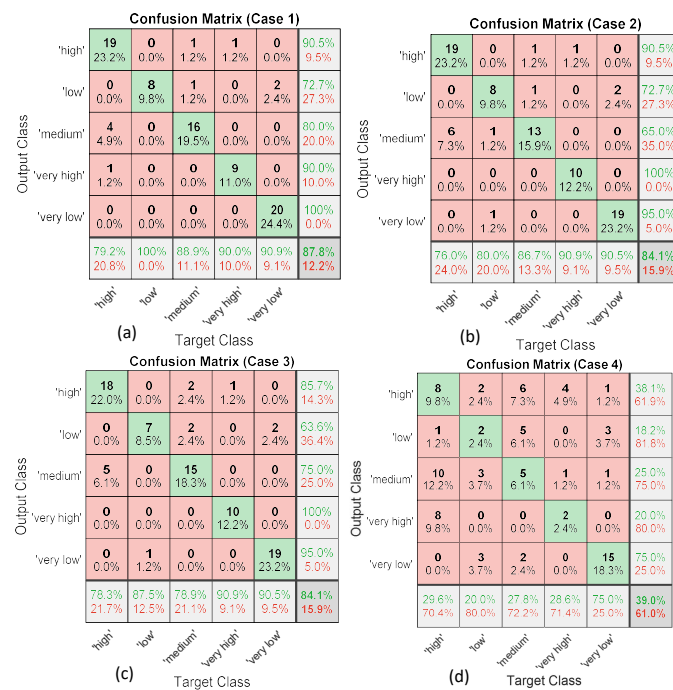 Confusion Matrix (Case 1)
'high' 19 0 1 1 0 90.5%
23.2% 0.0% 1.2% 1.2% 0.0% 9.5%
'low' 0 8 1 0 2 72.7%
0.0% 9.8% 1.2% 0.0% 2.4% 27.3%
'medium' 4 0 16 0 0 80.0%
4.9% 0.0% 19.5% 0.0% 0.0% 20.0%
'very high' 1 0 0 9 0 90.0%
1.2% 0.0% 0.0% 11.0% 0.0% 10.0%
'very low' 0 0 0 0 20 100%
0.0% 0.0% 0.0% 0.0% 24.4% 0.0%
79.2% 100% 88.9% 90.0% 90.9% 87.8%
20.8% 0.0% 11.1% 10.0% 9.1% 12.2%
'high' 'low' 'medium' 'very high' 'very low'
Output Class
Target Class
(a)
Confusion Matrix (Case 2)
'high' 19 0 1 1 0 90.5%
23.2% 0.0% 1.2% 1.2% 0.0% 9.5%
'low' 0 8 1 0 2 72.7%
0.0% 9.8% 1.2% 0.0% 2.4% 27.3%
'medium' 6 1 13 0 0 65.0%
7.3% 1.2% 15.9% 0.0% 0.0% 35.0%
'very high' 0 0 0 10 0 100%
0.0% 0.0% 0.0% 12.2% 0.0% 0.0%
'very low' 0 1 0 0 19 95.0%
0.0% 1.2% 0.0% 0.0% 23.2% 5.0%
76.0% 80.0% 86.7% 90.9% 90.5% 84.1%
24.0% 20.0% 13.3% 9.1% 9.5% 15.9%
'high' 'low' 'medium' 'very high' 'very low'
Output Class
Target Class
(b)
Confusion Matrix (Case 3)
'high' 18 0 2 1 0 85.7%
22.0% 0.0% 2.4% 1.2% 0.0% 14.3%
'low' 0 7 2 0 2 63.6%
0.0% 8.5% 2.4% 0.0% 2.4% 36.4%
'medium' 5 0 15 0 0 75.0%
6.1% 0.0% 18.3% 0.0% 0.0% 25.0%
'very high' 0 0 0 10 0 100%
0.0% 0.0% 0.0% 12.2% 0.0% 0.0%
'very low' 0 1 0 0 19 95.0%
0.0% 1.2% 0.0% 0.0% 23.2% 5.0%
78.3% 87.5% 78.9% 90.9% 90.5% 84.1%
21.7% 12.5% 21.1% 9.1% 9.5% 15.9%
'high' 'low' 'medium' 'very high' 'very low'
Output Class
Target Class
(c)
Confusion Matrix (Case 4)
'high' 8 2 6 4 1 38.1%
9.8% 2.4% 7.3% 4.9% 1.2% 61.9%
'low' 1 2 5 0 3 18.2%
1.2% 2.4% 6.1% 0.0% 3.7% 81.8%
'medium' 10 3 5 1 1 25.0%
12.2% 3.7% 6.1% 1.2% 1.2% 75.0%
'very high' 8 0 0 2 0 20.0%
9.8% 0.0% 0.0% 2.4% 0.0% 80.0%
'very low' 0 3 2 0 15 75.0%
0.0% 3.7% 2.4% 0.0% 18.3% 25.0%
29.6% 20.0% 27.8% 28.6% 75.0% 39.0%
70.4% 80.0% 72.2% 71.4% 25.0% 61.0%
'high' 'low' 'medium' 'very high' 'very low'
Output Class
Target Class
(d)